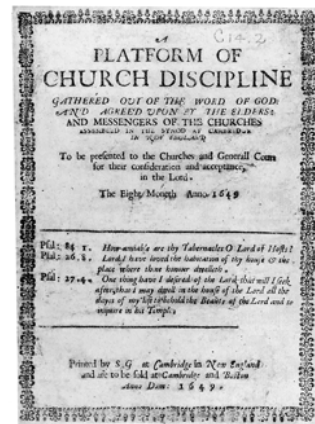 C14.2
A
PLATFORM OF
CHURCH DISCIPLINE
GATHERED OUT OF THE WORD OF GOD:
AND AGREED UPON BY THE ELDERS:
AND MESSENGERS OF THE CHURCHES
ASSEMBLED IN THE SYNOD AT CAMBRIDGE
IN NEW ENGLAND
To be presented to the Churches and Generall Court
for their consideration and acceptance,
in the Lord.
The Eight Moneth Anno 1649
Psal: 84 1. How amiable are thy Tabernacles O Lord of Hosts?
Psal: 26.8. Lord I have loved the habitation of thy house & the
place where thine honour dwelleth.
Psal: 27.4. One thing have I desired of the Lord that will I seek
after, that I may dwell in the house of the Lord all the
dayes of my life to behold the Beauty of the Lord and to
inquire in his Temple.
Printed by S G at Cambridge in New England
and are to be sold at Cambridge and Boston
Anno Dom: 1649.